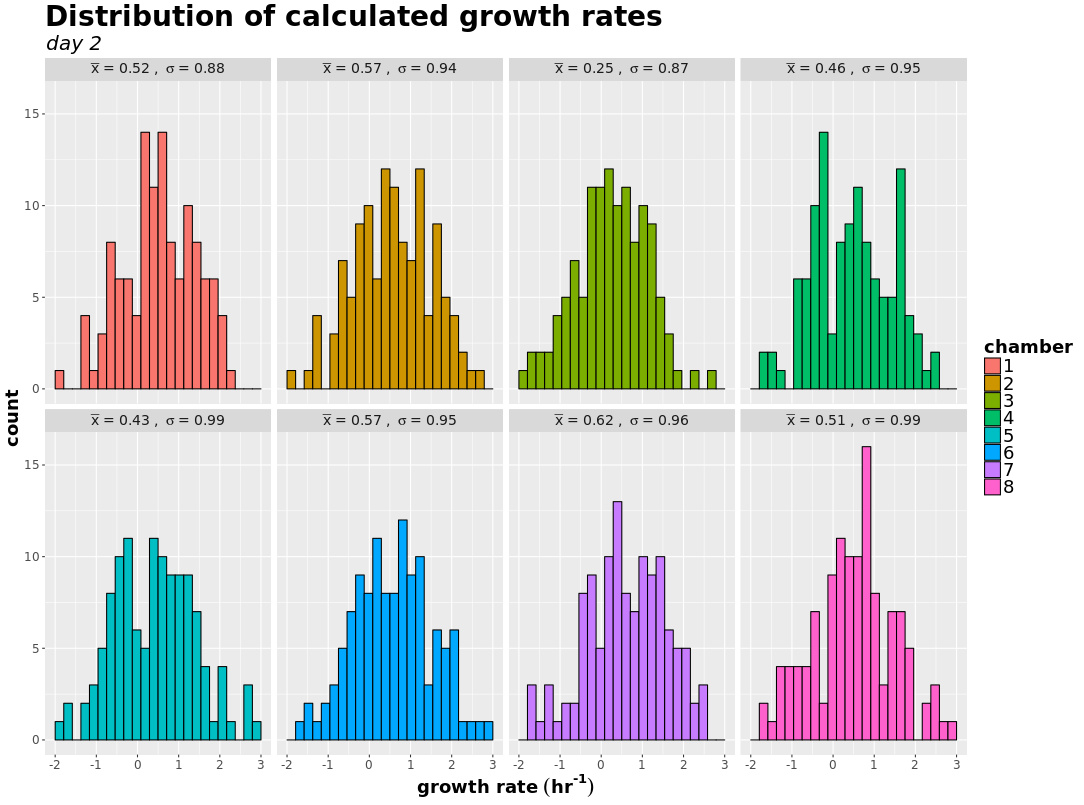 Distribution of calculated growth rates
day 2
x̅ = 0.52 , σ = 0.88
x̅ = 0.57 , σ = 0.94
x̅ = 0.25 , σ = 0.87
x̅ = 0.46 , σ = 0.95
15
10
5
0
x̅ = 0.43 , σ = 0.99
x̅ = 0.57 , σ = 0.95
x̅ = 0.62 , σ = 0.96
x̅ = 0.51 , σ = 0.99
15
10
5
0
-2 -1 0 1 2 3
-2 -1 0 1 2 3
-2 -1 0 1 2 3
-2 -1 0 1 2 3
count
growth rate (hr⁻¹)
chamber
1
2
3
4
5
6
7
8